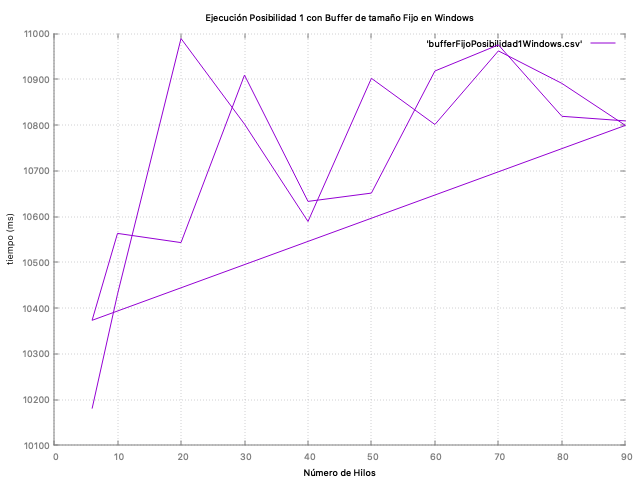 Ejecución Posibilidad 1 con Buffer de tamaño Fijo en Windows
'bufferFijoPosibilidad1Windows.csv'
tiempo (ms)
11000
10900
10800
10700
10600
10500
10400
10300
10200
10100
0 10 20 30 40 50 60 70 80 90
Número de Hilos